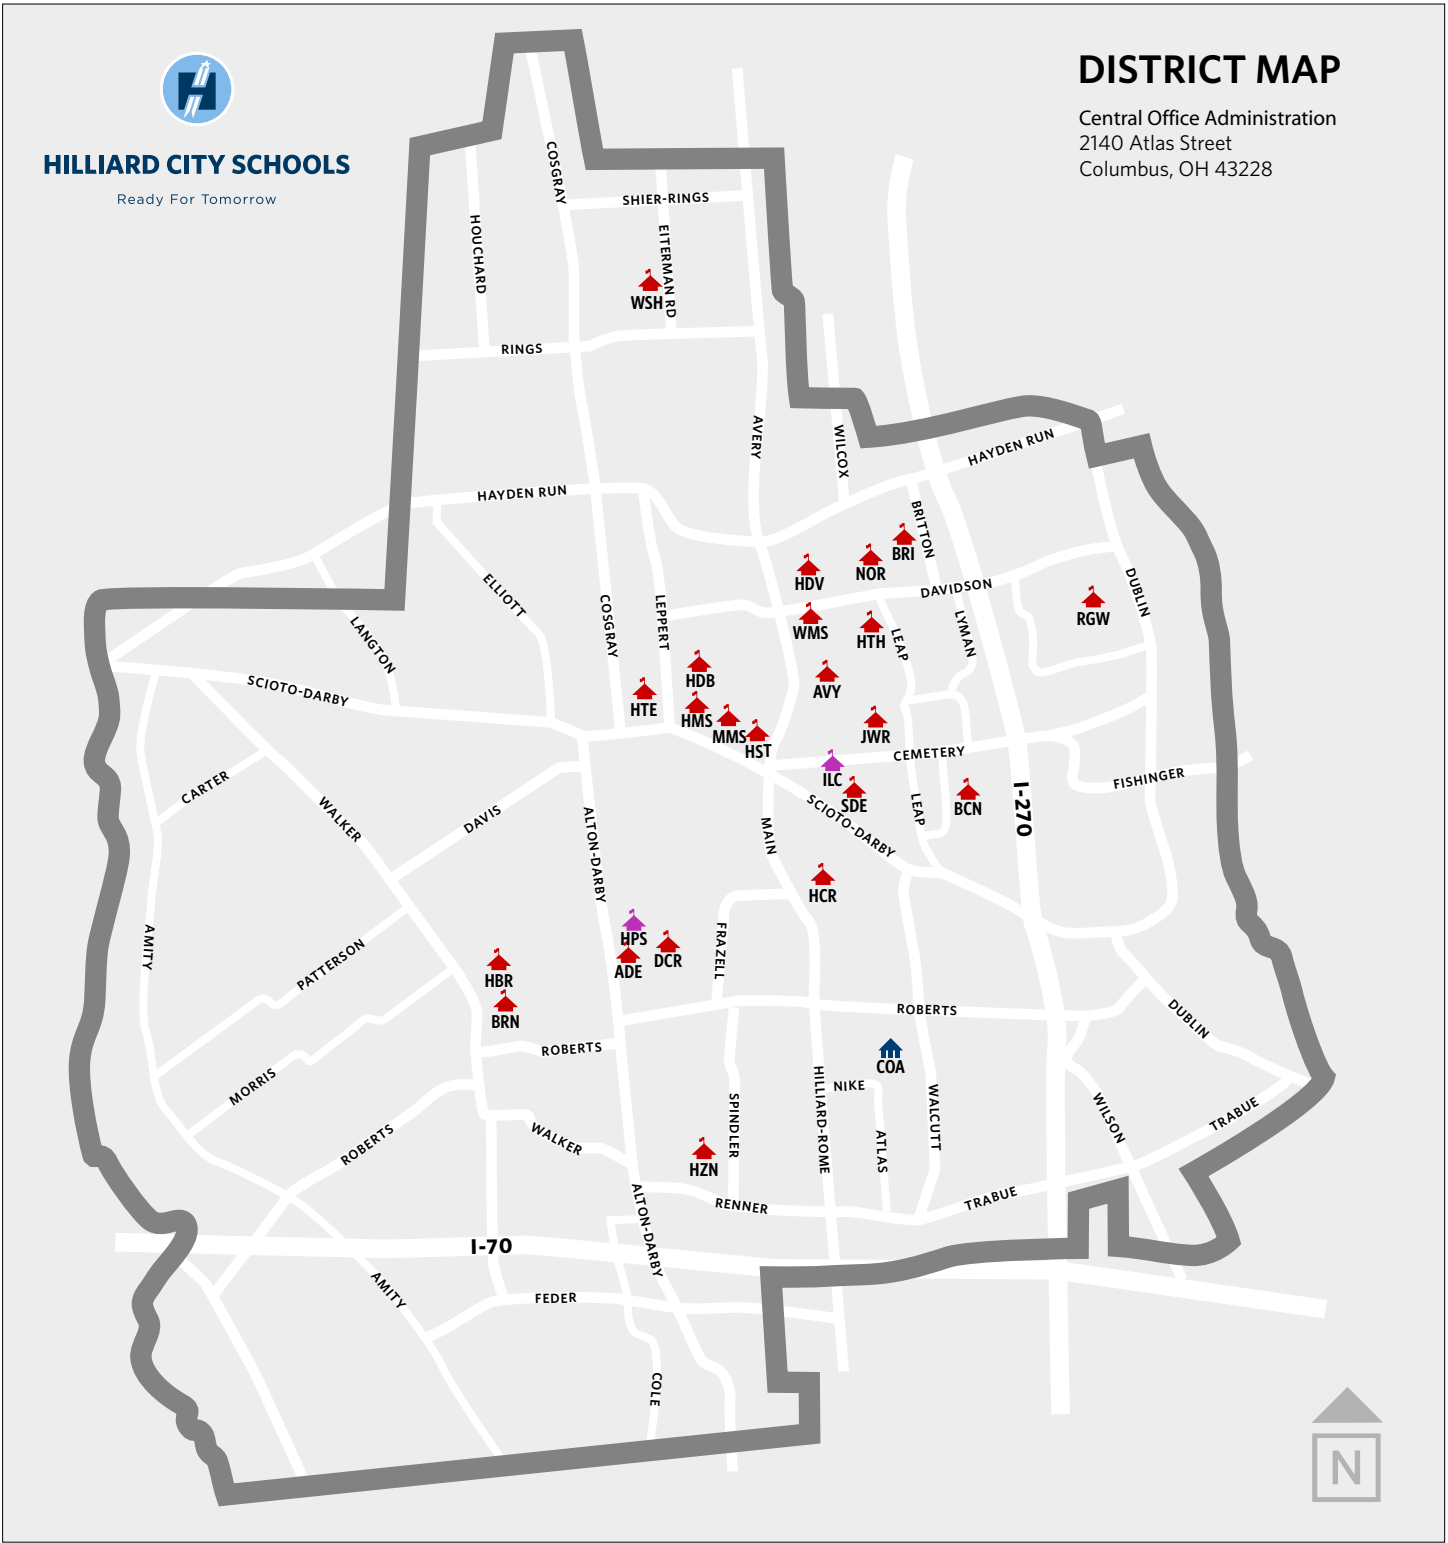 DISTRICT MAP
Central Office Administration
2140 Atlas Street
Columbus, OH 43228
H
HILLIARD CITY SCHOOLS
Ready For Tomorrow
COSGRAY
SHIER-RINGS
HOUCHARD
EITERMAN RD
WSH
RINGS
AVERY
WILCOX
HAYDEN RUN
HAYDEN RUN
BRITTON
BRI
NOR
HDV
ELLIOTT
DAVIDSON
DUBLIN
RGW
COSGRAY
LEPPERT
WMS
HTH
LEAP
LYMAN
LANGTON
HDB
AVY
SCIOTO-DARBY
HTE
HMS
MMS
HST
JWR
CEMETERY
ILC
SDE
BCN
FISHINGER
I-270
CARTER
WALKER
DAVIS
ALTON-DARBY
MAIN
SCIOTO-DARBY
LEAP
HCR
AMITY
PATTERSON
HPS
ADE
DCR
FRAZELL
HBR
BRN
ROBERTS
DUBLIN
ROBERTS
COA
MORRIS
NIKE
HILLIARD-ROME
SPINDLER
WALCUTT
WILSON
TRABUE
ROBERTS
WALKER
ATLAS
HZN
RENNER
TRABUE
ALTON-DARBY
I-70
AMITY
FEDER
COLE
N